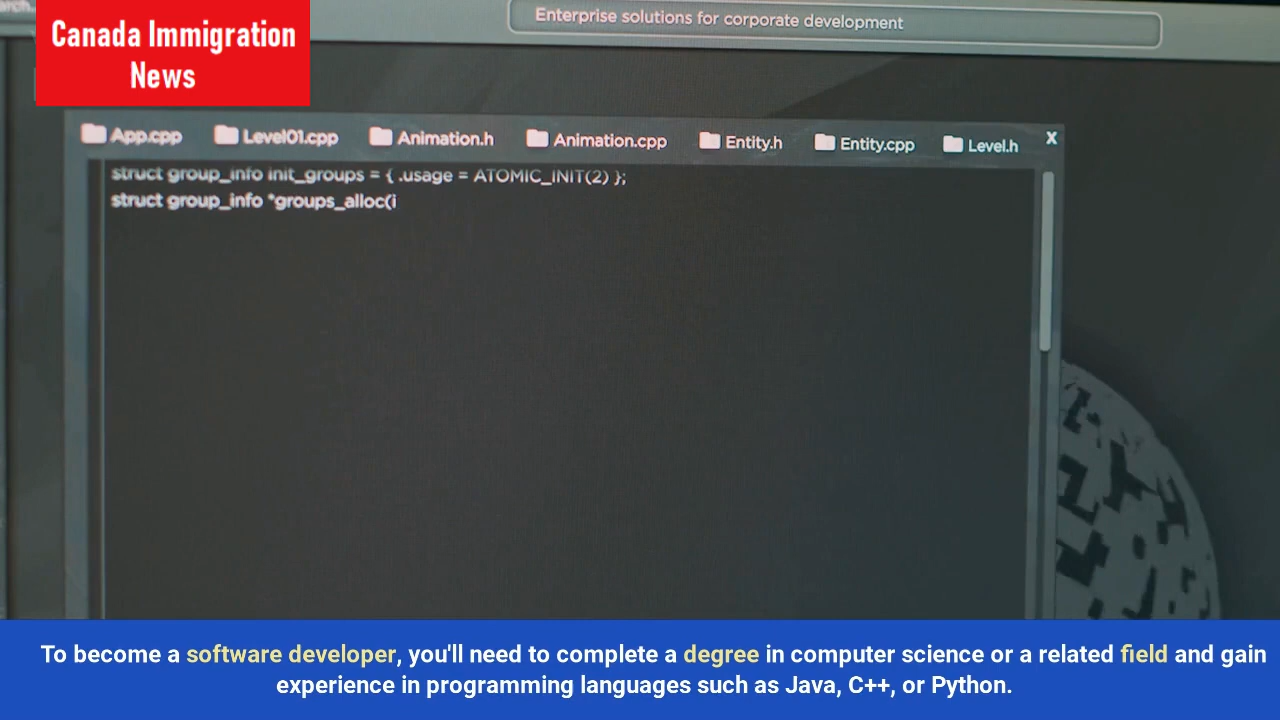 Enterprise solutions for corporate development
Canada Immigration
News
App.cpp Level01.cpp Animation.h Animation.cpp Entity.h Entity.cpp Level.h X
struct group_info init_groups = { .usage = ATOMIC_INIT(2) };
struct group_info *groups_alloc(i
To become a software developer, you'll need to complete a degree in computer science or a related field and gain
experience in programming languages such as Java, C++, or Python.